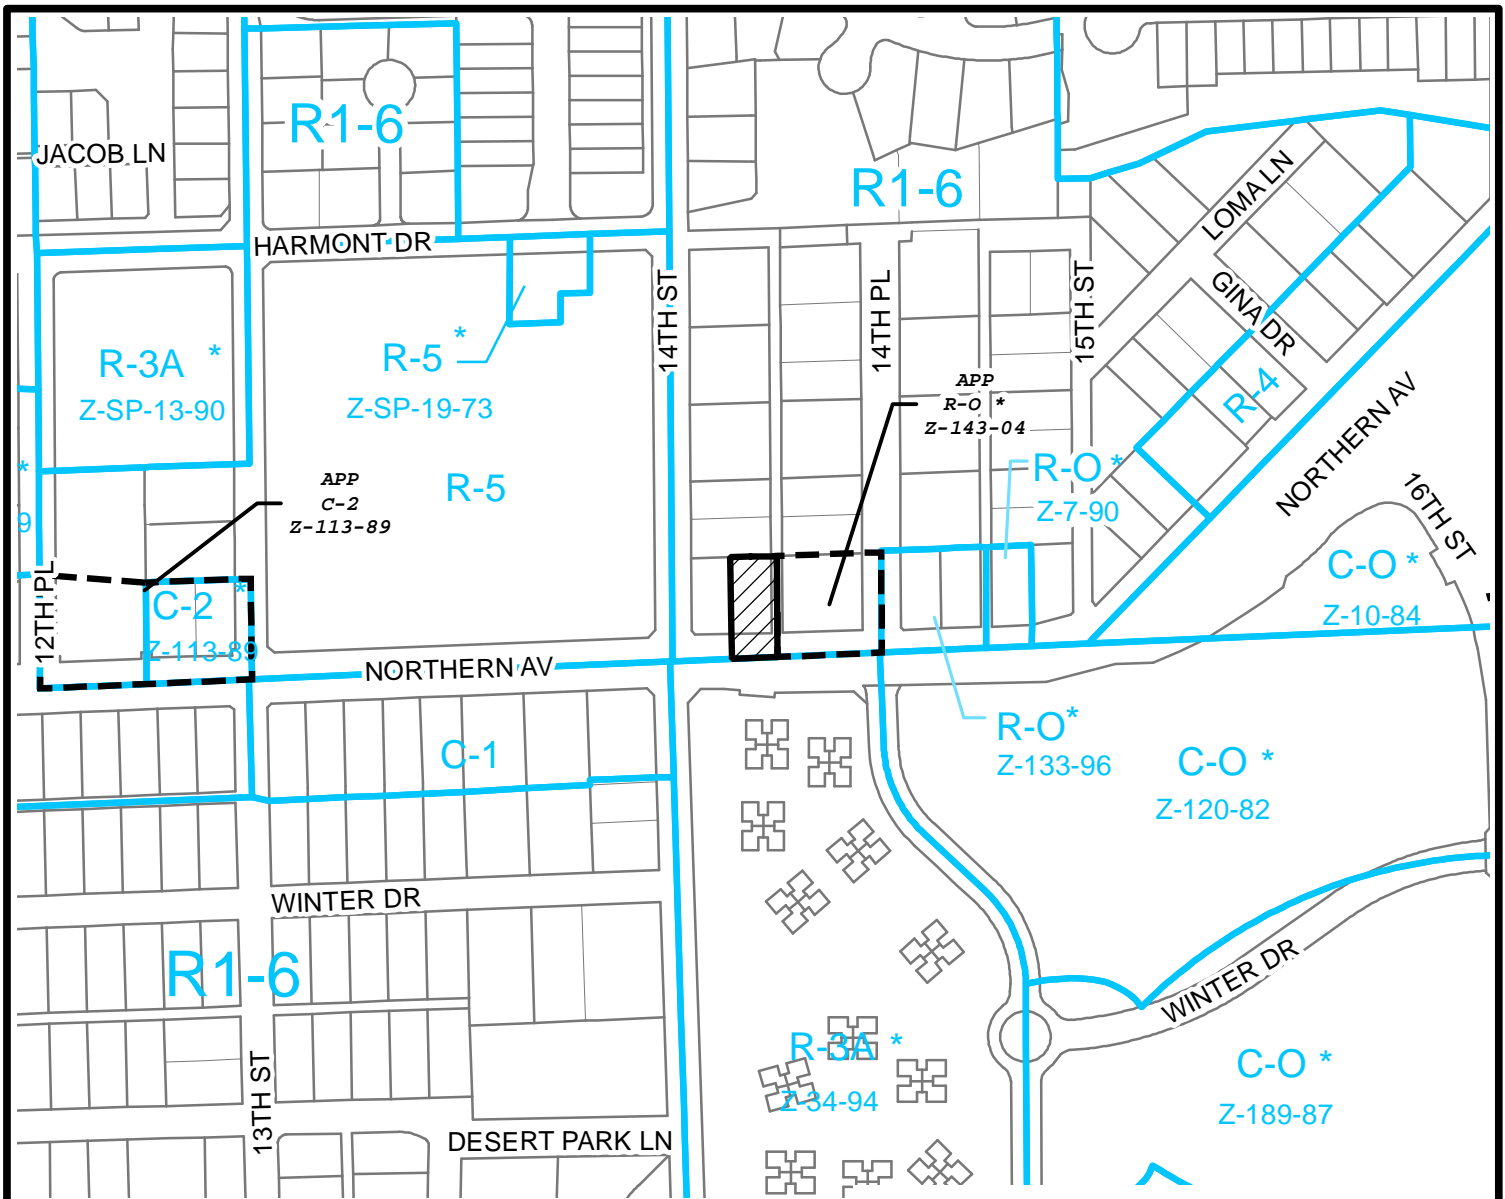 R1-6
JACOB LN
R1-6
LOMA LN
HARMONT DR
14TH ST
14TH PL
15TH ST
GINA DR
R-3A *
Z-SP-13-90
R-5 *
Z-SP-19-73
APP
R-O *
Z-143-04
R-4
NORTHERN AV
*
9
APP
C-2
Z-113-89
R-5
R-O *
Z-7-90
16TH ST
C-O *
Z-10-84
12TH PL
C-2 *
Z-113-89
NORTHERN AV
C-1
R-O *
Z-133-96
C-O *
Z-120-82
WINTER DR
R1-6
WINTER DR
R-3A *
Z-34-94
C-O *
Z-189-87
13TH ST
DESERT PARK LN